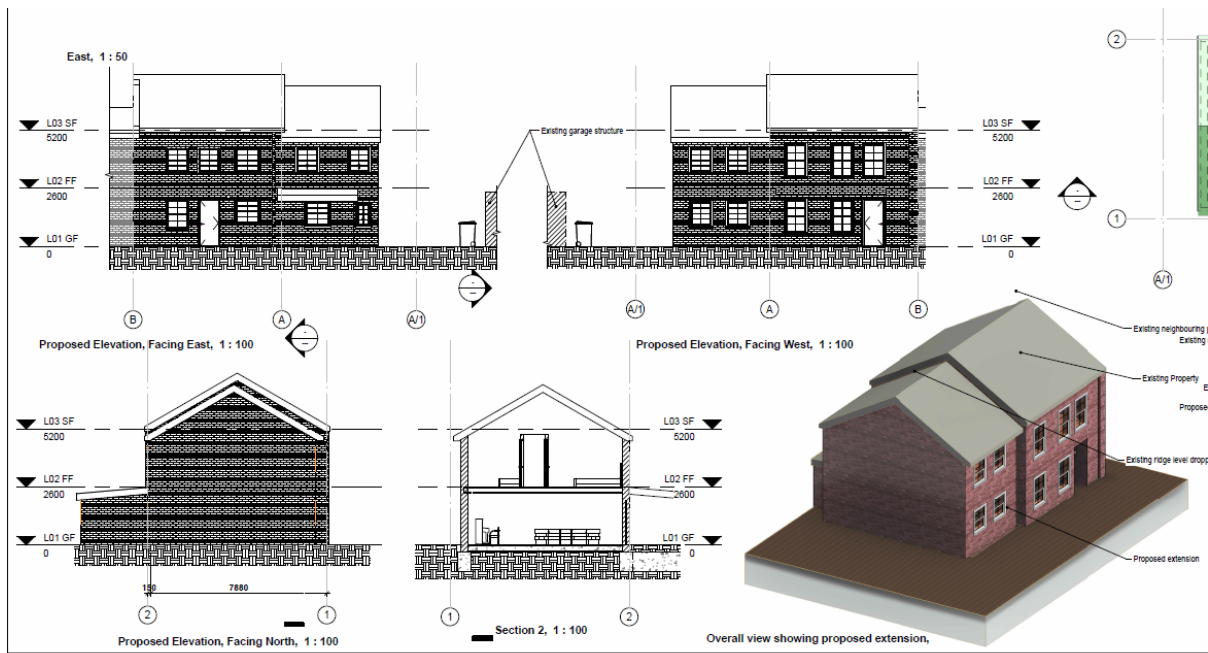 East, 1 : 50
L03 SF
5200
L02 FF
2600
L01 GF
0
Existing garage structure
L03 SF
5200
L02 FF
2600
L01 GF
0
2
1
A/1
B
A
A/1
A/1
A
B
Proposed Elevation, Facing East, 1 : 100
Proposed Elevation, Facing West, 1 : 100
L03 SF
5200
L02 FF
2600
L01 GF
0
150
7880
2
1
Proposed Elevation, Facing North, 1 : 100
L03 SF
5200
L02 FF
2600
L01 GF
0
1
2
Section 2, 1 : 100
Existing neighbouring
Existing
Existing Property
Existing ridge level
Proposed extension
Overall view showing proposed extension,